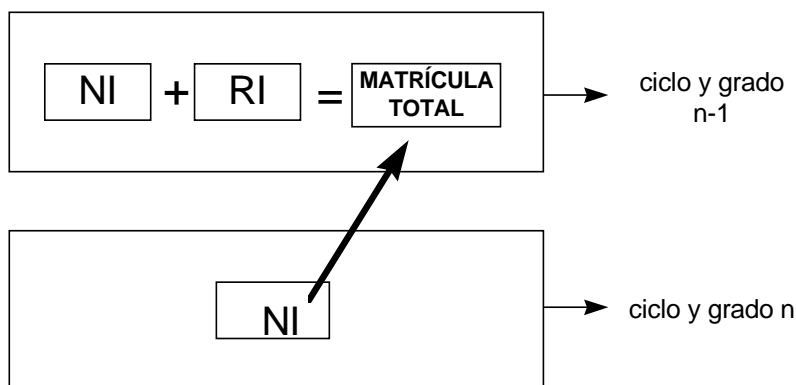 NI + RI = MATRÍCULA
TOTAL
ciclo y grado
n-1
NI
ciclo y grado n